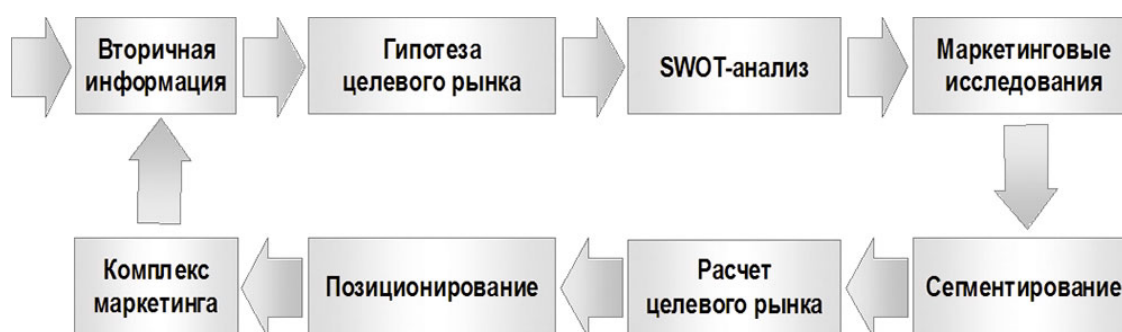 Вторичная
информация
Гипотеза
целевого рынка
SWOT-анализ
Маркетинговые
исследования
Сегментирование
Расчет
целевого рынка
Позиционирование
Комплекс
маркетинга